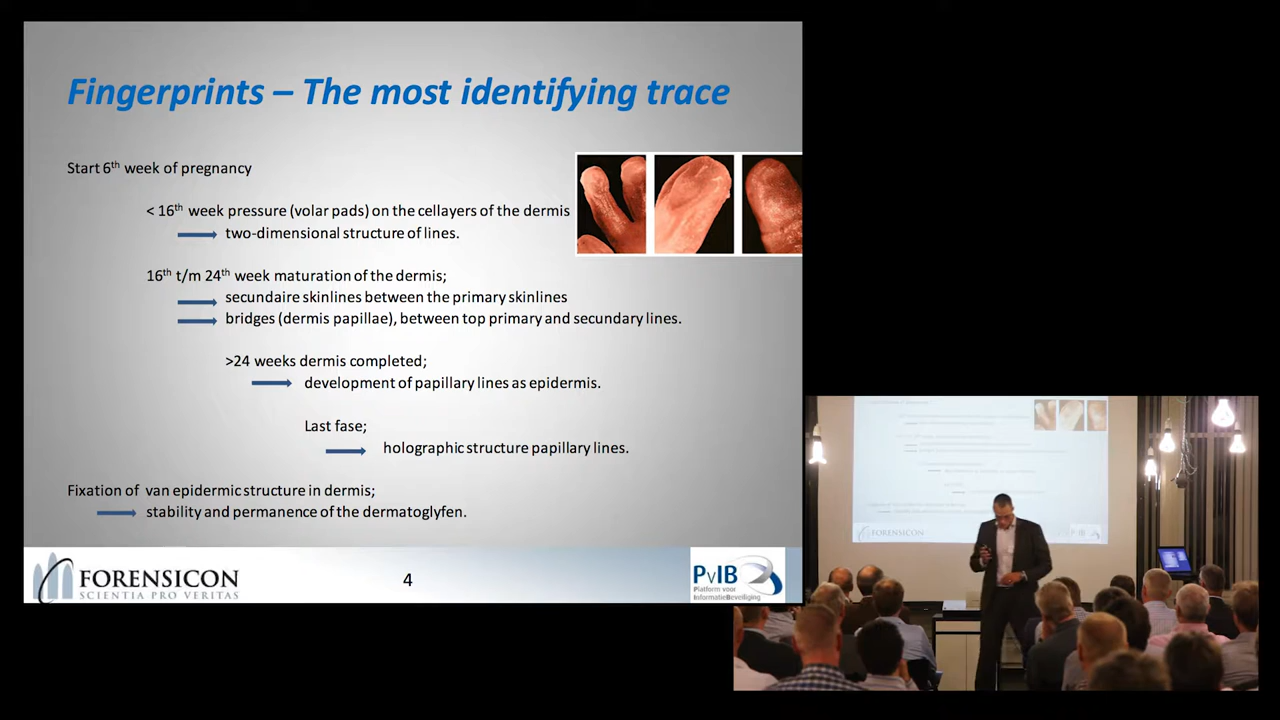 Fingerprints – The most identifying trace
Start 6th week of pregnancy
< 16th week pressure (volar pads) on the cellayers of the dermis
two-dimensional structure of lines.
16th t/m 24th week maturation of the dermis;
secundaire skinlines between the primary skinlines
bridges (dermis papillae), between top primary and secundary lines.
>24 weeks dermis completed;
development of papillary lines as epidermis.
Last fase;
holographic structure papillary lines.
Fixation of van epidermic structure in dermis;
stability and permanence of the dermatoglyfen.
FORENSICON
SCIENTIA PRO VERITAS
4
PvIB
Platform voor
InformatieBeveiliging
FORENSICON
PvIB